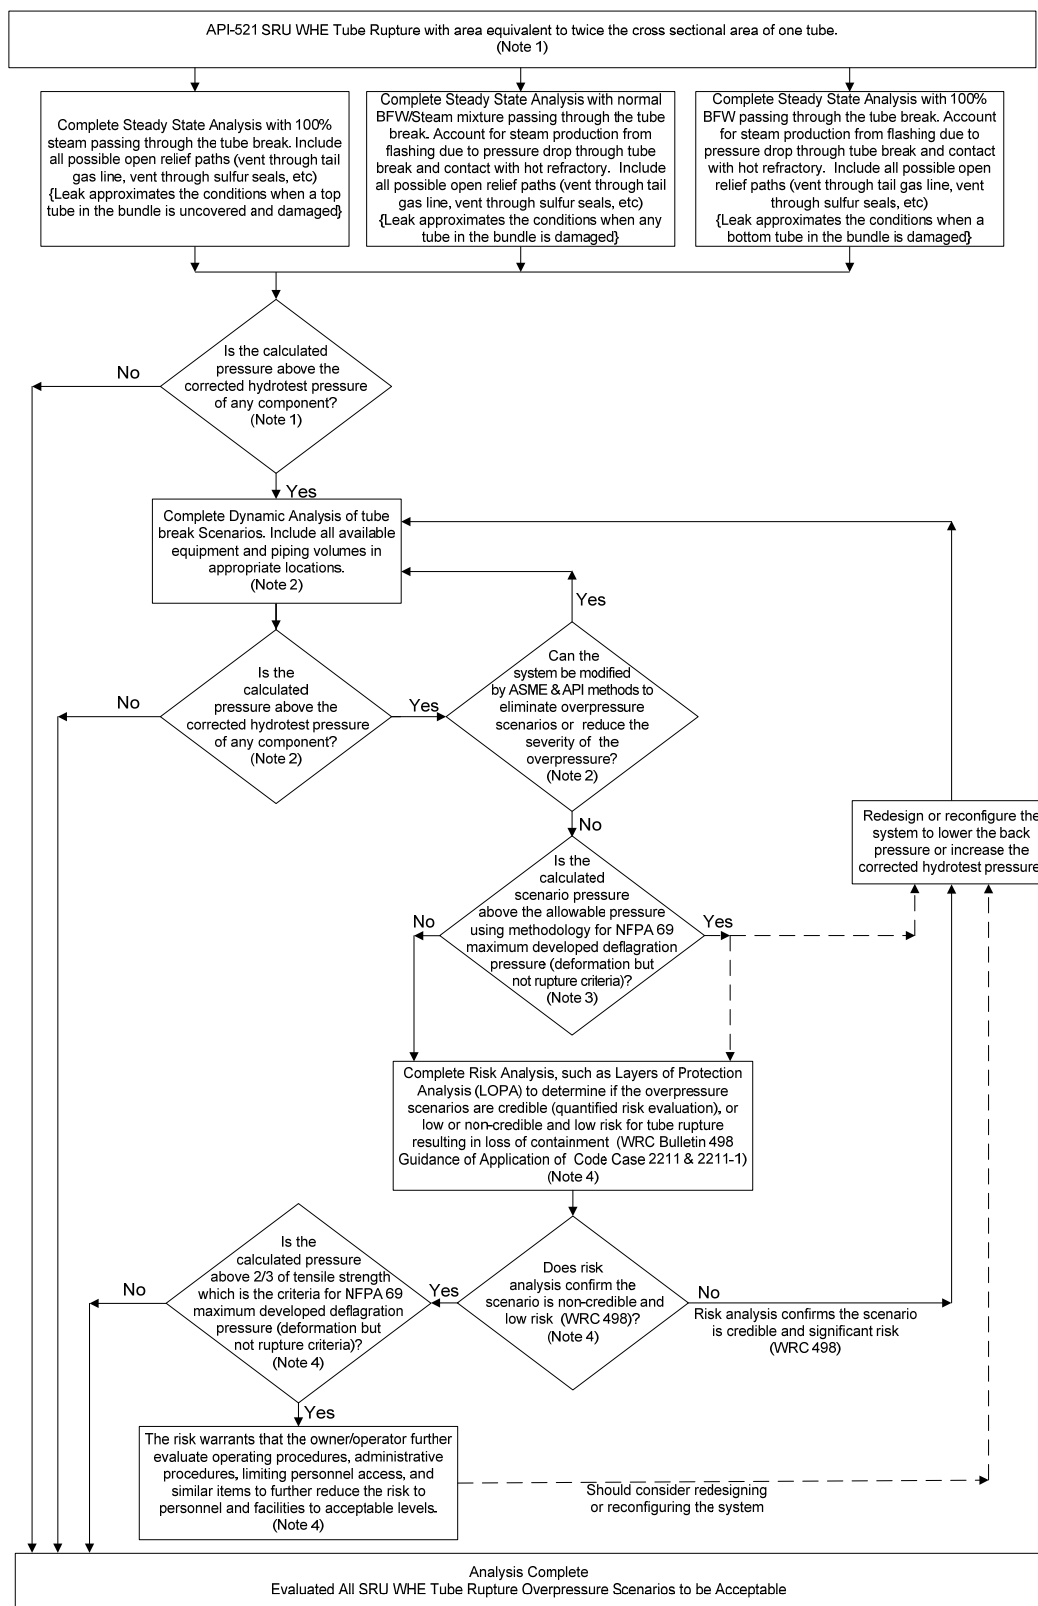 API-521 SRU WHE Tube Rupture with area equivalent to twice the cross sectional area of one tube.
(Note 1)
Complete Steady State Analysis with 100%
steam passing through the tube break. Include
all possible open relief paths (vent through tail
gas line, vent through sulfur seals, etc)
{Leak approximates the conditions when a top
tube in the bundle is uncovered and damaged}
Complete Steady State Analysis with normal
BFW/Steam mixture passing through the tube
break. Account for steam production from
flashing due to pressure drop through tube
break and contact with hot refractory. Include
all possible open relief paths (vent through tail
gas line, vent through sulfur seals, etc)
{Leak approximates the conditions when any
tube in the bundle is damaged}
Complete Steady State Analysis with 100%
BFW passing through the tube break. Account
for steam production from flashing due to
pressure drop through tube break and contact
with hot refractory. Include all possible open
relief paths (vent through tail gas line, vent
through sulfur seals, etc)
{Leak approximates the conditions when a
bottom tube in the bundle is damaged}
Is the calculated
pressure above the
corrected hydrotest pressure
of any component?
(Note 1)
No
Yes
Complete Dynamic Analysis of tube
break Scenarios. Include all available
equipment and piping volumes in
appropriate locations.
(Note 2)
Yes
Is the
calculated
pressure above the
corrected hydrotest pressure
of any component?
(Note 2)
No
Yes
Can the
system be modified
by ASME & API methods to
eliminate overpressure
scenarios or reduce the
severity of the
overpressure?
(Note 2)
No
Redesign or reconfigure the
system to lower the back
pressure or increase the
corrected hydrotest pressure
Is the
calculated
scenario pressure
above the allowable pressure
using methodology for NFPA 69
maximum developed deflagration
pressure (deformation but
not rupture criteria)?
(Note 3)
No
Yes
Complete Risk Analysis, such as Layers of Protection
Analysis (LOPA) to determine if the overpressure
scenarios are credible (quantified risk evaluation), or
low or non-credible and low risk for tube rupture
resulting in loss of containment (WRC Bulletin 498
Guidance of Application of Code Case 2211 & 2211-1)
(Note 4)
Does risk
analysis confirm the
scenario is non-credible and
low risk (WRC 498)?
(Note 4)
Yes
No
Risk analysis confirms the scenario
is credible and significant risk
(WRC 498)
Is the
calculated pressure
above 2/3 of tensile strength
which is the criteria for NFPA 69
maximum developed deflagration
pressure (deformation but
not rupture criteria)?
(Note 4)
No
Yes
The risk warrants that the owner/operator further
evaluate operating procedures, administrative
procedures, limiting personnel access, and
similar items to further reduce the risk to
personnel and facilities to acceptable levels.
(Note 4)
Should consider redesigning
or reconfiguring the system
Analysis Complete
Evaluated All SRU WHE Tube Rupture Overpressure Scenarios to be Acceptable